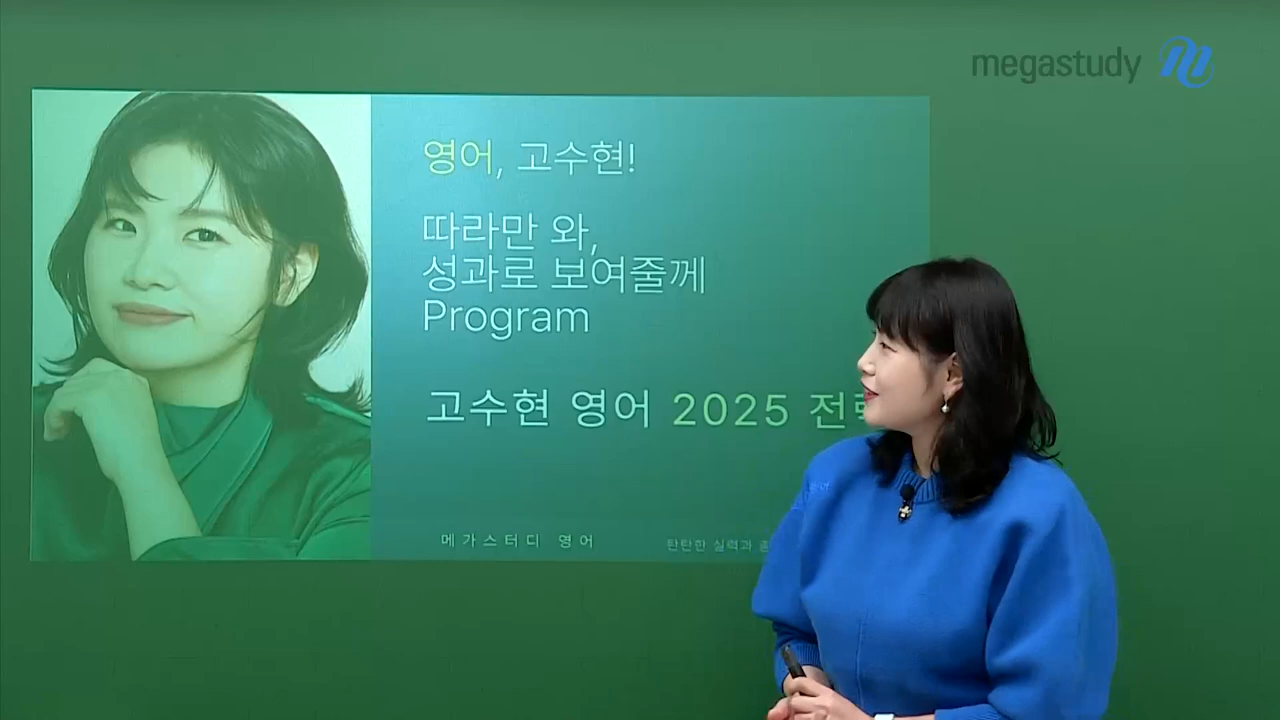 megastudy
영어, 고수현!
따라만 와,
성과로 보여줄께
Program
고수현 영어 2025
메가스터디 영어
탄탄한 실력과